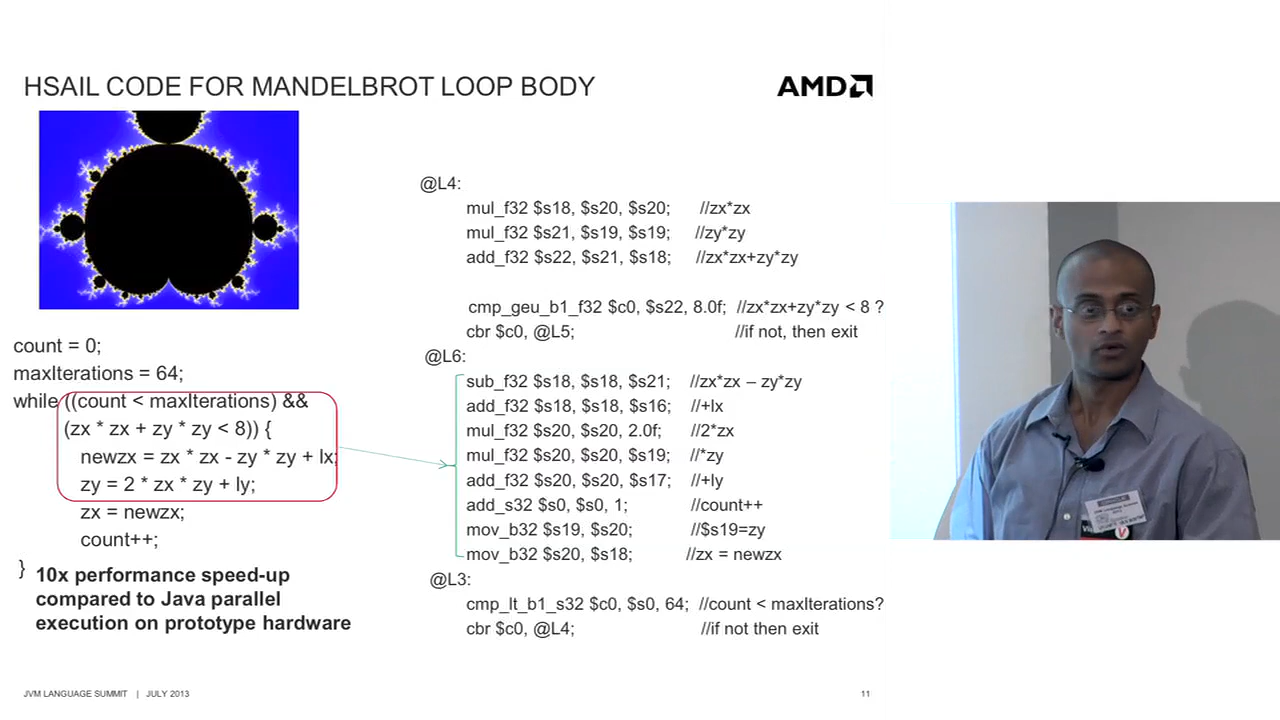 HSAIL CODE FOR MANDELBROT LOOP BODY
AMD
count = 0;
maxIterations = 64;
while ((count < maxIterations) &&
(zx * zx + zy * zy < 8)) {
newzx = zx * zx - zy * zy + lx;
zy = 2 * zx * zy + ly;
zx = newzx;
count++;
}
10x performance speed-up
compared to Java parallel
execution on prototype hardware
@L4:
mul_f32 $s18, $s20, $s20; //zx*zx
mul_f32 $s21, $s19, $s19; //zy*zy
add_f32 $s22, $s21, $s18; //zx*zx+zy*zy
cmp_geu_b1_f32 $c0, $s22, 8.0f; //zx*zx+zy*zy < 8 ?
cbr $c0, @L5; //if not, then exit
@L6:
sub_f32 $s18, $s18, $s21; //zx*zx – zy*zy
add_f32 $s18, $s18, $s16; //+lx
mul_f32 $s20, $s20, 2.0f; //2*zx
mul_f32 $s20, $s20, $s19; //*zy
add_f32 $s20, $s20, $s17; //+ly
add_s32 $s0, $s0, 1; //count++
mov_b32 $s19, $s20; //$s19=zy
mov_b32 $s20, $s18; //zx = newzx
@L3:
cmp_lt_b1_s32 $c0, $s0, 64; //count < maxIterations?
cbr $c0, @L4; //if not then exit
JVM LANGUAGE SUMMIT | JULY 2013
11